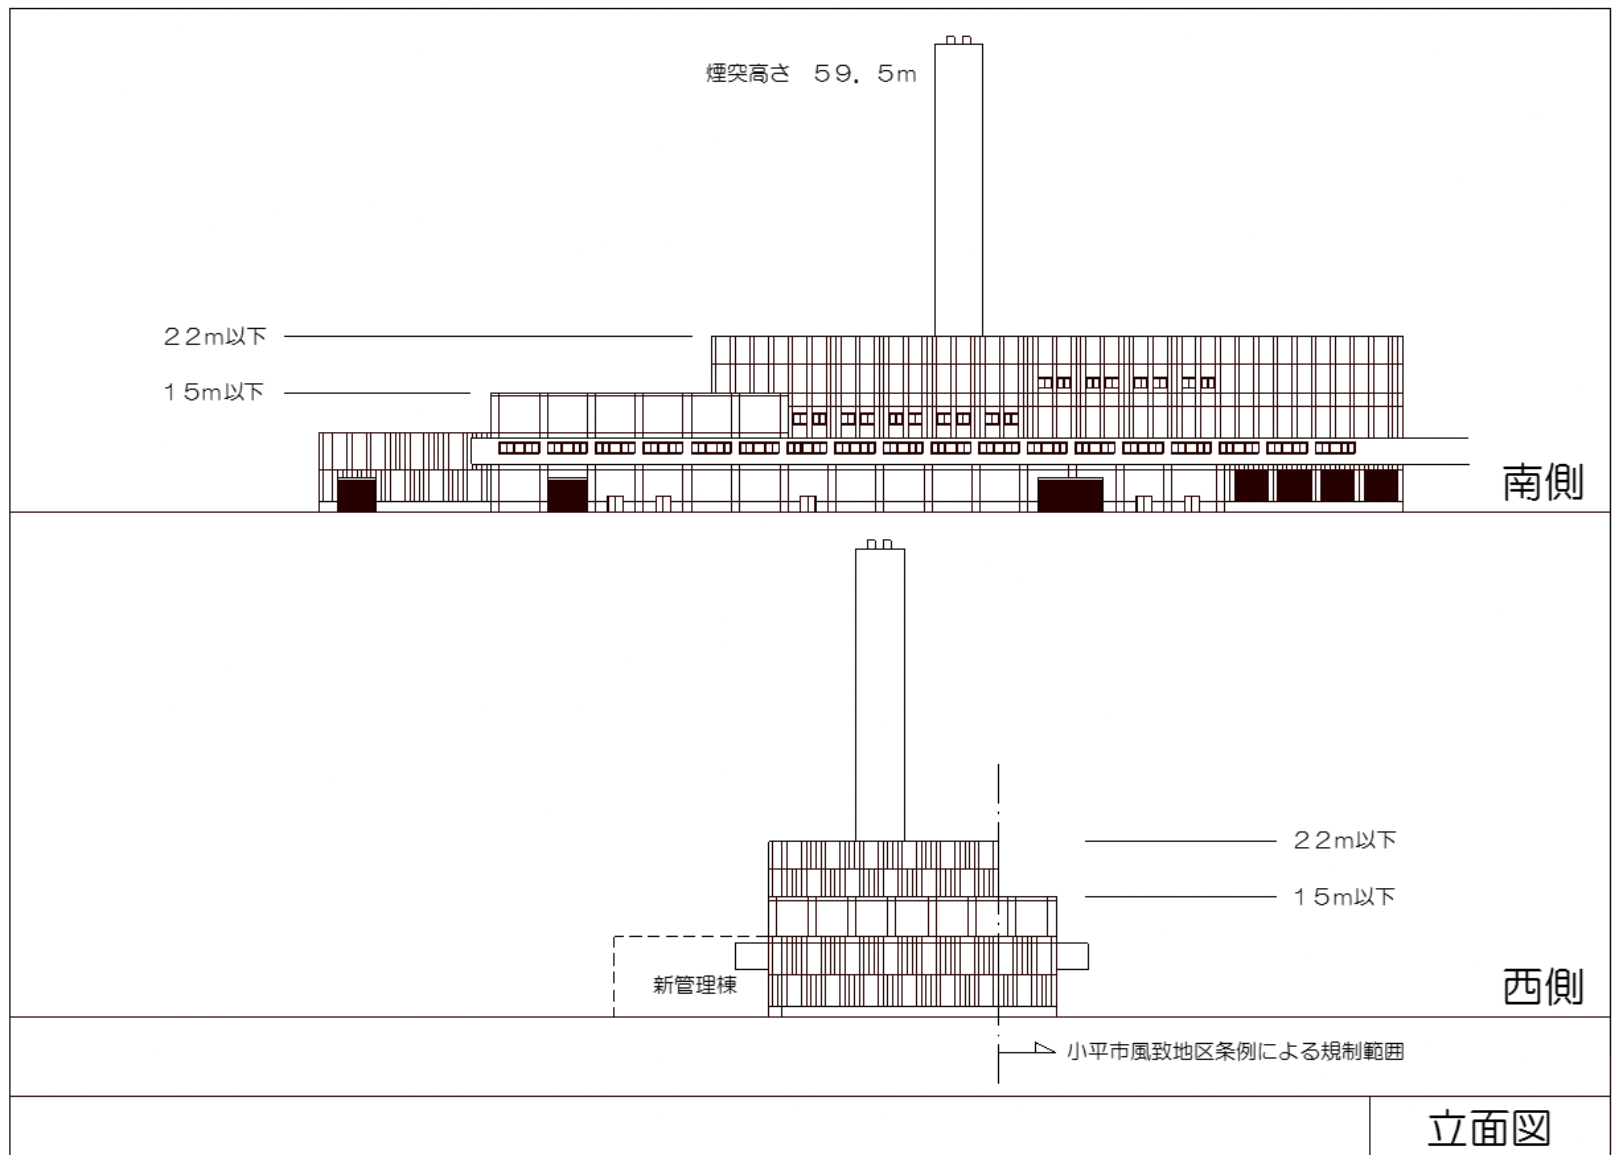 煙突高さ　５９．５ｍ
２２ｍ以下
１５ｍ以下
南側
２２ｍ以下
１５ｍ以下
新管理棟
西側
小平市風致地区条例による規制範囲
立面図